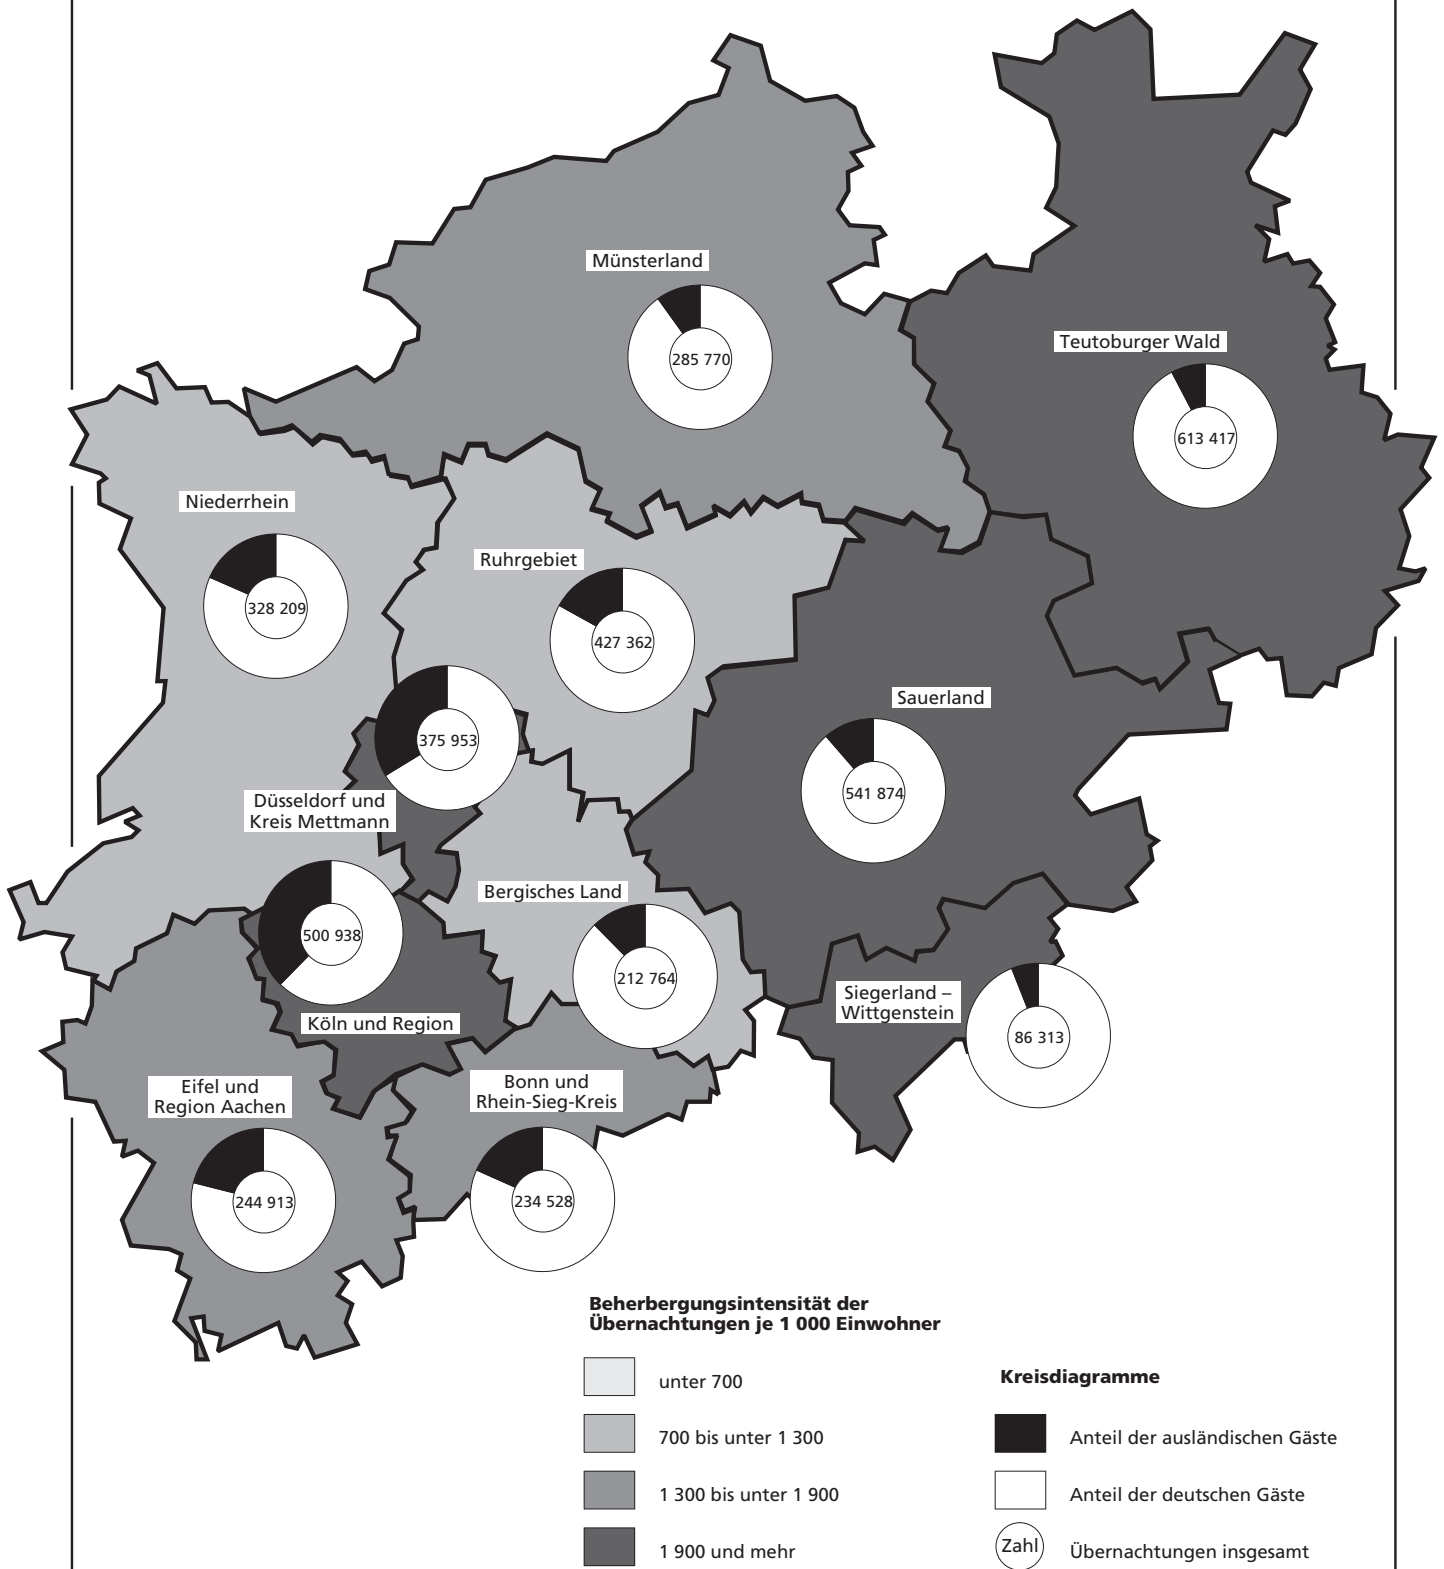 Münsterland
285 770
Teutoburger Wald
613 417
Niederrhein
328 209
Ruhrgebiet
427 362
375 953
Düsseldorf und
Kreis Mettmann
Sauerland
541 874
Bergisches Land
212 764
500 938
Köln und Region
Siegerland –
Wittgenstein
86 313
Eifel und
Region Aachen
244 913
Bonn und
Rhein-Sieg-Kreis
234 528
Beherbergungsintensität der
Übernachtungen je 1 000 Einwohner
unter 700
700 bis unter 1 300
1 300 bis unter 1 900
1 900 und mehr
Kreisdiagramme
Anteil der ausländischen Gäste
Anteil der deutschen Gäste
Zahl
Übernachtungen insgesamt